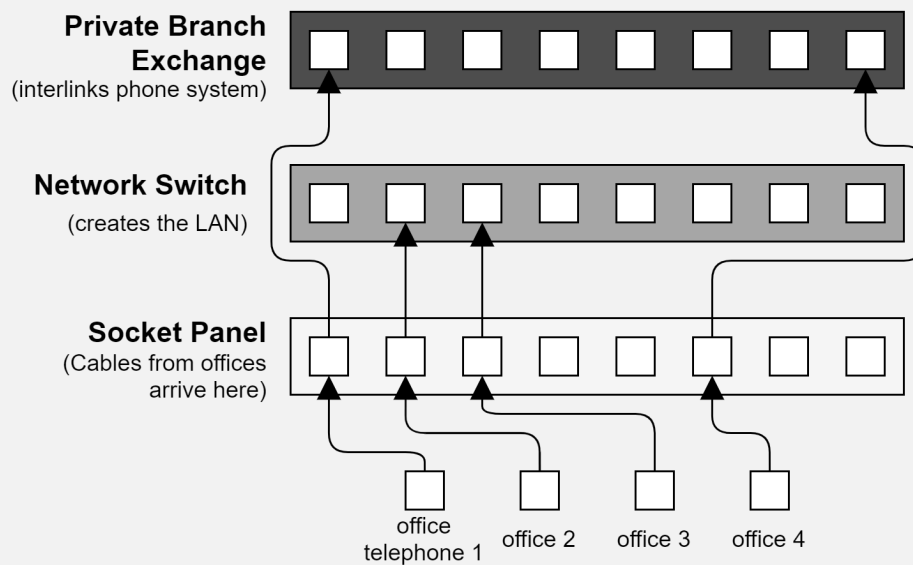 Private Branch
Exchange
(interlinks phone system)
Network Switch
(creates the LAN)
Socket Panel
(Cables from offices
arrive here)
office
telephone 1
office 2
office 3
office 4